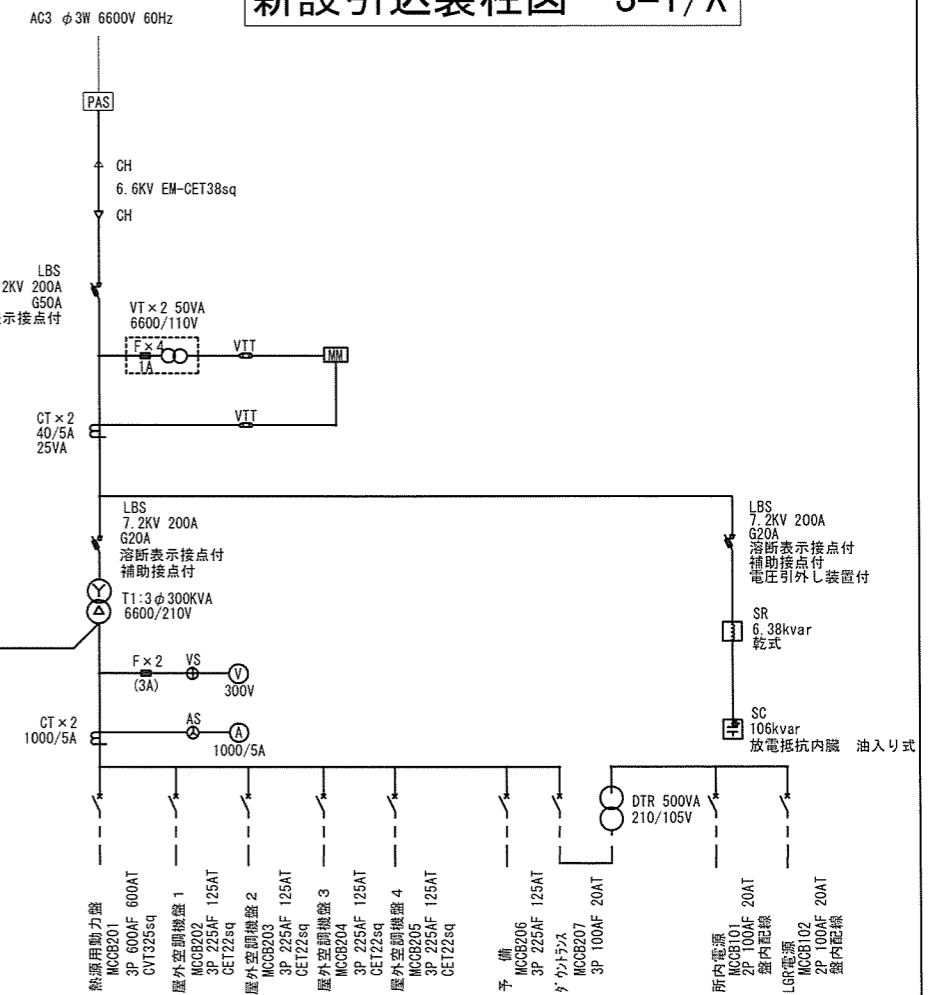 新設引込装柱図 S=1/X
AC3 φ3W 6600V 60Hz
PAS
CH
6.6KV EM-CET38sq
CH
LBS
2KV 200A
G50A
示接点付
VT×2 50VA
6600/110V
F×4
1A
VTT
MM
VTT
CT×2
40/5A
25VA
LBS
7.2KV 200A
G20A
溶断表示接点付
補助接点付
T1:3φ300KVA
6600/210V
LBS
7.2KV 200A
G20A
溶断表示接点付
補助接点付
電圧引外し装置付
SR
6.38kvar
乾式
SC
106kvar
放電抵抗内臓 油入り式
F×2
(3A)
VS
V
300V
CT×2
1000/5A
AS
A
1000/5A
DTR 500VA
210/105V
熱源用動力盤
MCCB201
3P 600AF 600AT
CVT325sq
屋外空調機盤1
MCCB202
3P 225AF 125AT
CET22sq
屋外空調機盤2
MCCB203
3P 225AF 125AT
CET22sq
屋外空調機盤3
MCCB204
3P 225AF 125AT
CET22sq
屋外空調機盤4
MCCB205
3P 225AF 125AT
CET22sq
予 備
MCCB206
3P 225AF 125AT
ダウントランス
MCCB207
3P 100AF 20AT
所内電源
MCCB101
2P 100AF 20AT
盤内配線
LGR電源
MCCB102
2P 100AF 20AT
盤内配線